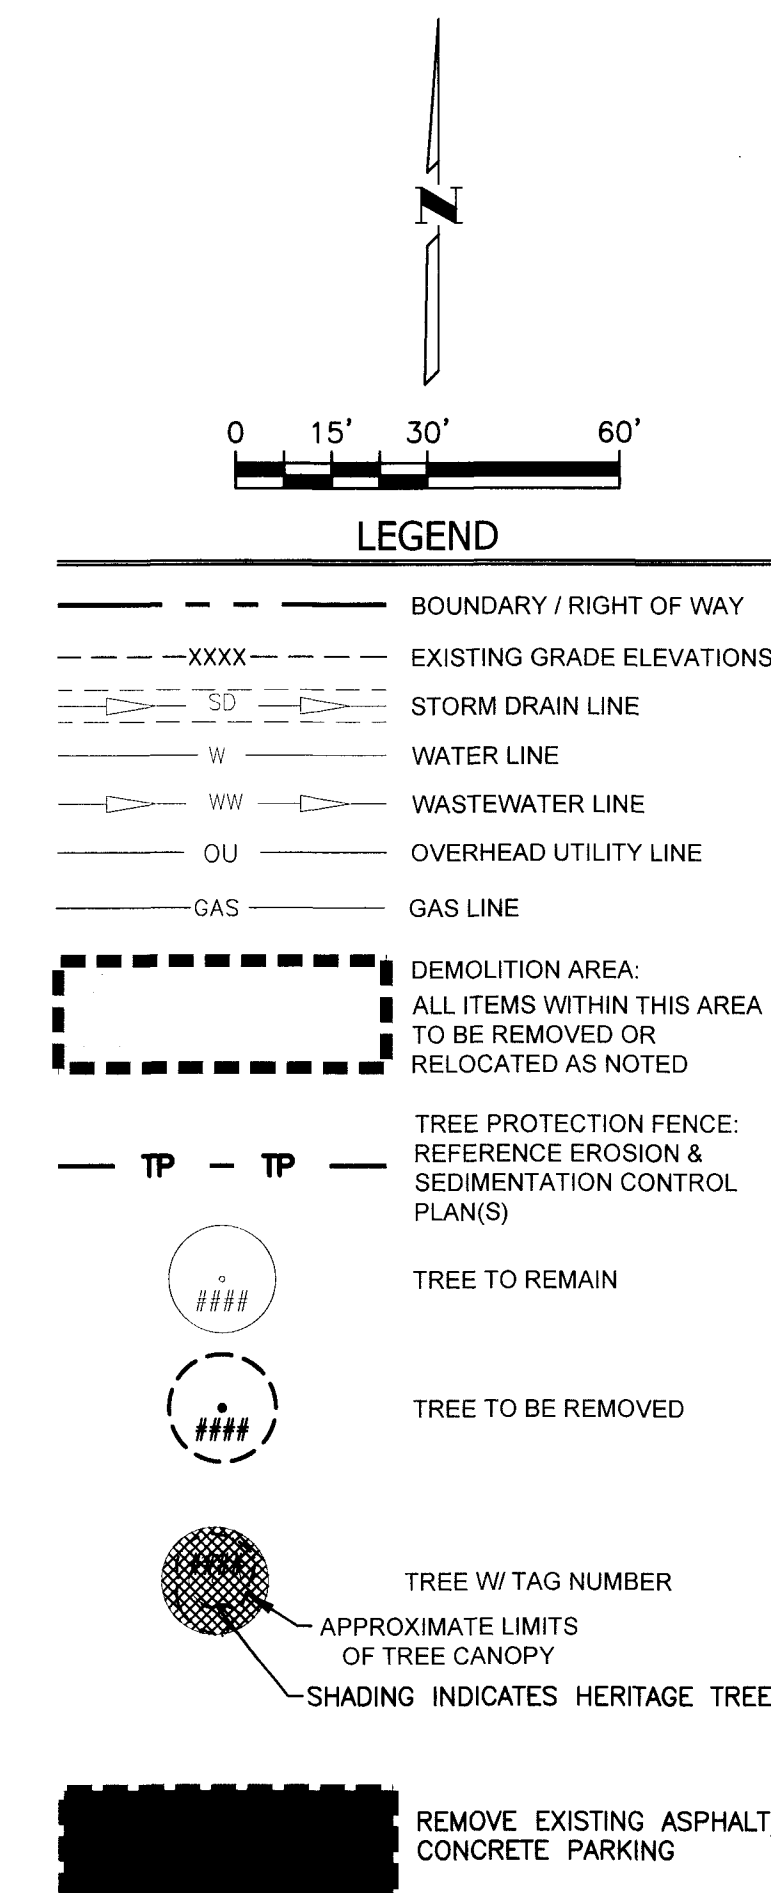 N
0 15' 30' 60'
LEGEND
BOUNDARY / RIGHT OF WAY
XXXX EXISTING GRADE ELEVATIONS
SD STORM DRAIN LINE
W WATER LINE
WW WASTEWATER LINE
OU OVERHEAD UTILITY LINE
GAS GAS LINE
DEMOLITION AREA:
ALL ITEMS WITHIN THIS AREA
TO BE REMOVED OR
RELOCATED AS NOTED
TREE PROTECTION FENCE:
TP TP REFERENCE EROSION &
SEDIMENTATION CONTROL
PLAN(S)
TREE TO REMAIN
####
TREE TO BE REMOVED
####
####
TREE W/ TAG NUMBER
APPROXIMATE LIMITS
OF TREE CANOPY
SHADING INDICATES HERITAGE TREE
REMOVE EXISTING ASPHALT
CONCRETE PARKING